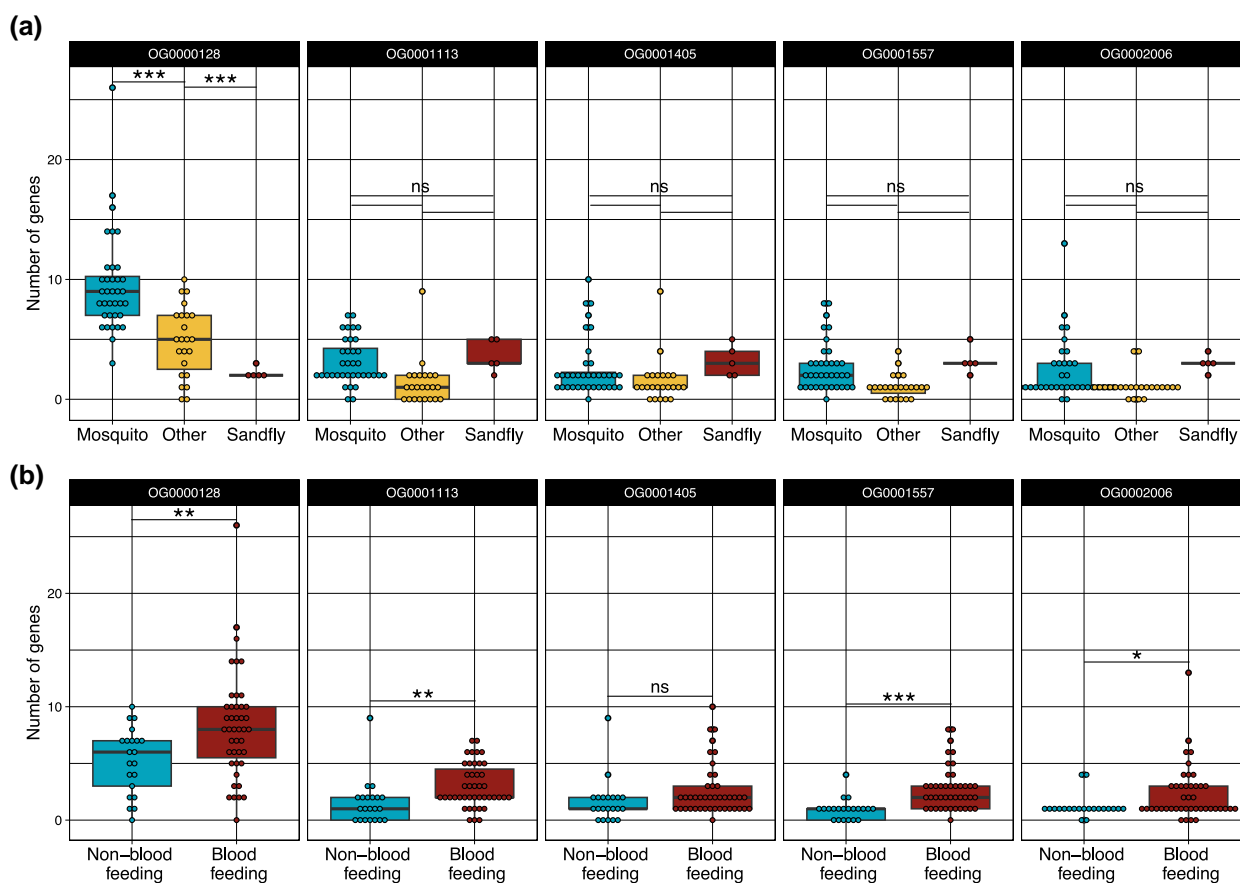 (a)
OG0000128 OG0001113 OG0001405 OG0001557 OG0002006
*** ***
ns ns ns ns
Number of genes
20
10
0
Mosquito Other Sandfly Mosquito Other Sandfly Mosquito Other Sandfly Mosquito Other Sandfly Mosquito Other Sandfly
(b)
OG0000128 OG0001113 OG0001405 OG0001557 OG0002006
** ** ns *** *
Number of genes
20
10
0
Non–blood Blood Non–blood Blood Non–blood Blood Non–blood Blood Non–blood Blood
feeding feeding feeding feeding feeding feeding feeding feeding feeding feeding